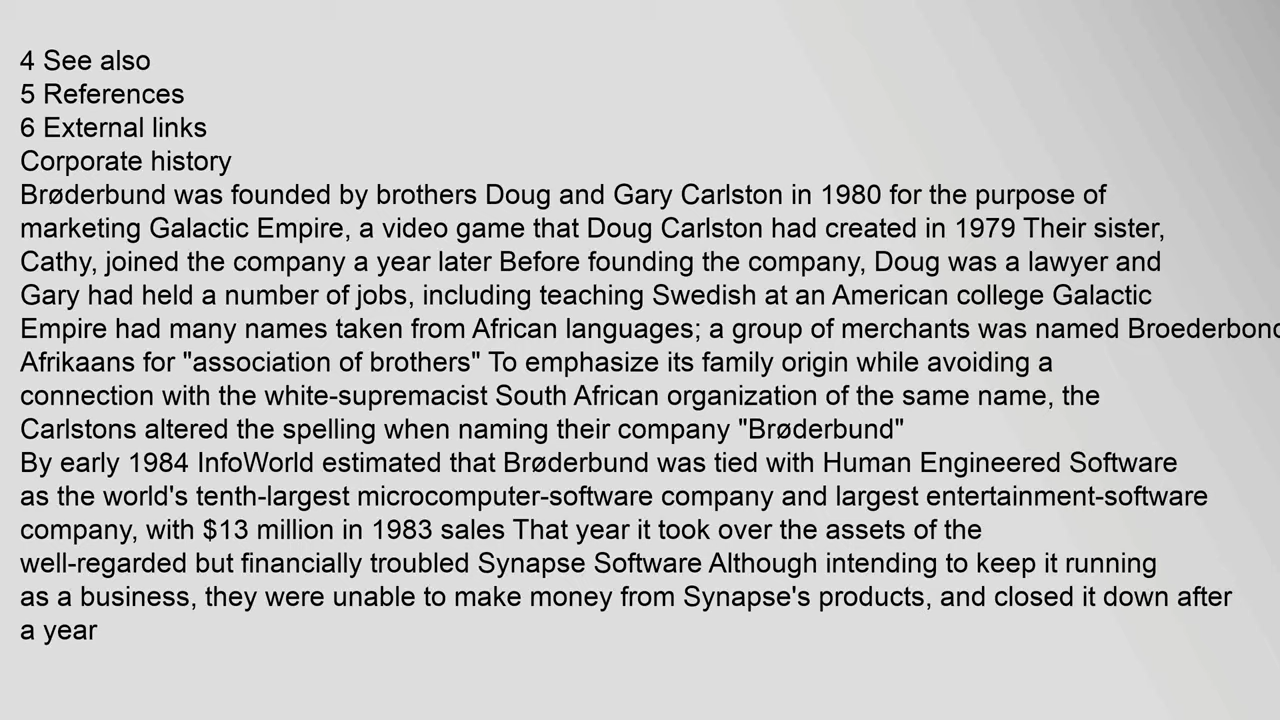 4 See also
5 References
6 External links
Corporate history
Brøderbund was founded by brothers Doug and Gary Carlston in 1980 for the purpose of
marketing Galactic Empire, a video game that Doug Carlston had created in 1979 Their sister,
Cathy, joined the company a year later Before founding the company, Doug was a lawyer and
Gary had held a number of jobs, including teaching Swedish at an American college Galactic
Empire had many names taken from African languages; a group of merchants was named Broederbond
Afrikaans for "association of brothers" To emphasize its family origin while avoiding a
connection with the white-supremacist South African organization of the same name, the
Carlstons altered the spelling when naming their company "Brøderbund"
By early 1984 InfoWorld estimated that Brøderbund was tied with Human Engineered Software
as the world's tenth-largest microcomputer-software company and largest entertainment-software
company, with $13 million in 1983 sales That year it took over the assets of the
well-regarded but financially troubled Synapse Software Although intending to keep it running
as a business, they were unable to make money from Synapse's products, and closed it down after
a year